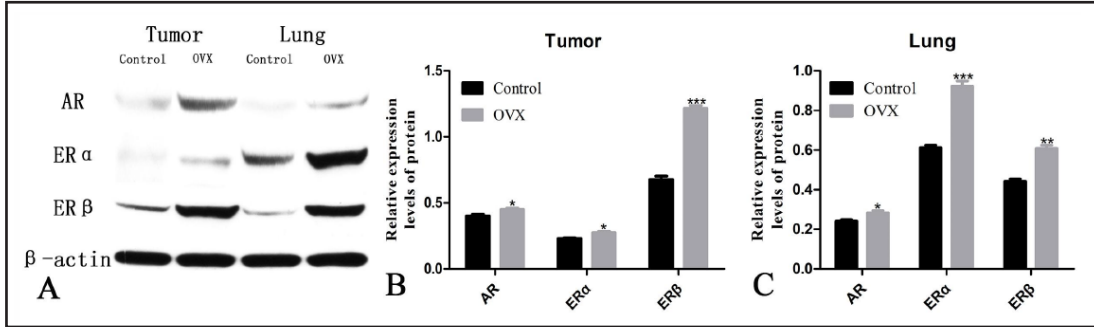 Tumor Lung
Control OVX Control OVX
AR
ERα
ERβ
β-actin
A
Tumor
Relative expression
levels of protein
1.5
1.0
0.5
0.0
Control
OVX
*
*
***
AR
ERα
ERβ
B
Lung
Relative expression
levels of protein
1.0
0.8
0.6
0.4
0.2
0.0
Control
OVX
*
***
**
AR
ERα
ERβ
C